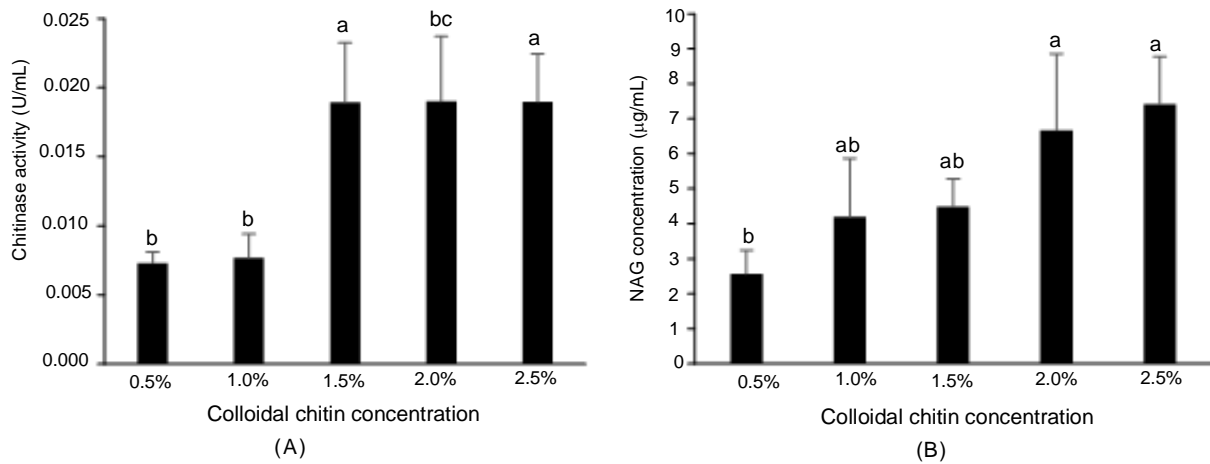 0.025
0.020
0.015
0.010
0.005
0.000
Chitinase activity (U/mL)
b
b
a
bc
a
0.5%
1.0%
1.5%
2.0%
2.5%
Colloidal chitin concentration
(A)
10
9
8
7
6
5
4
3
2
1
0
NAG concentration (µg/mL)
b
ab
ab
a
a
0.5%
1.0%
1.5%
2.0%
2.5%
Colloidal chitin concentration
(B)